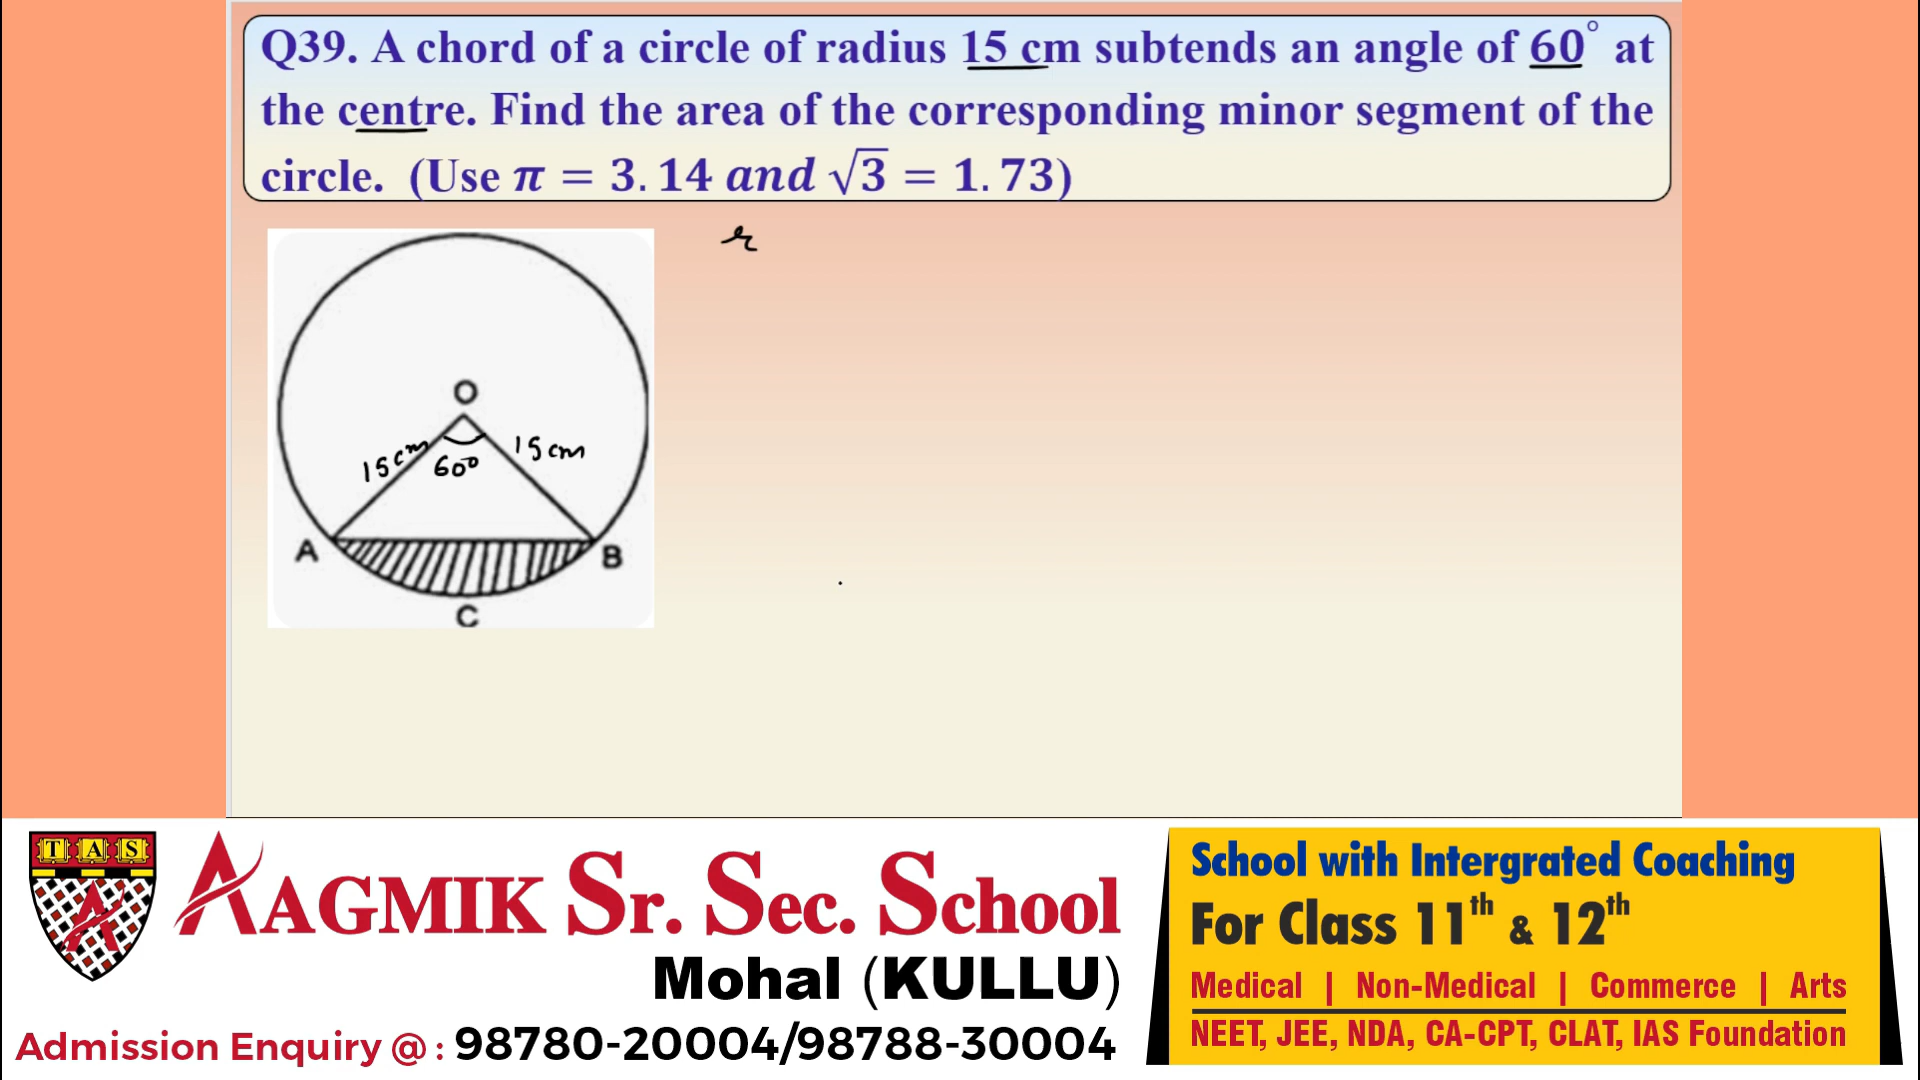 Q39. A chord of a circle of radius 15 cm subtends an angle of 60° at
the centre. Find the area of the corresponding minor segment of the
circle. (Use π = 3.14 and √3 = 1.73)
r
O
15cm 60° 15cm
A B
C
T A S
AAGMIK Sr. Sec. School
Mohal (KULLU)
Admission Enquiry @ : 98780-20004/98788-30004
School with Intergrated Coaching
For Class 11th & 12th
Medical | Non-Medical | Commerce | Arts
NEET, JEE, NDA, CA-CPT, CLAT, IAS Foundation